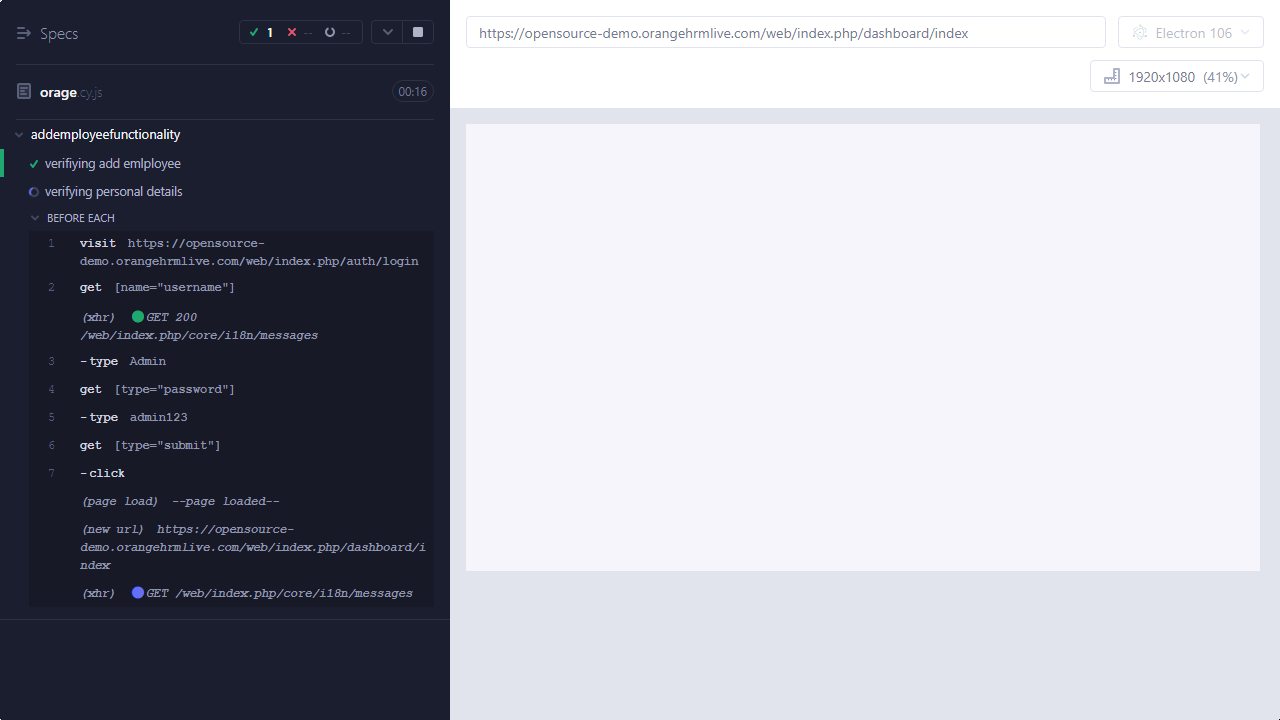 Specs
1
--
--
https://opensource-demo.orangehrmlive.com/web/index.php/dashboard/index
Electron 106
1920x1080 (41%)
orage.cy.js
00:16
addemployeefunctionality
verifiying add emlployee
verifying personal details
BEFORE EACH
1 visit https://opensource-
demo.orangehrmlive.com/web/index.php/auth/login
2 get [name="username"]
(xhr) GET 200
/web/index.php/core/i18n/messages
3 -type Admin
4 get [type="password"]
5 -type admin123
6 get [type="submit"]
7 -click
(page load) --page loaded--
(new url) https://opensource-
demo.orangehrmlive.com/web/index.php/dashboard/i
ndex
(xhr) GET /web/index.php/core/i18n/messages